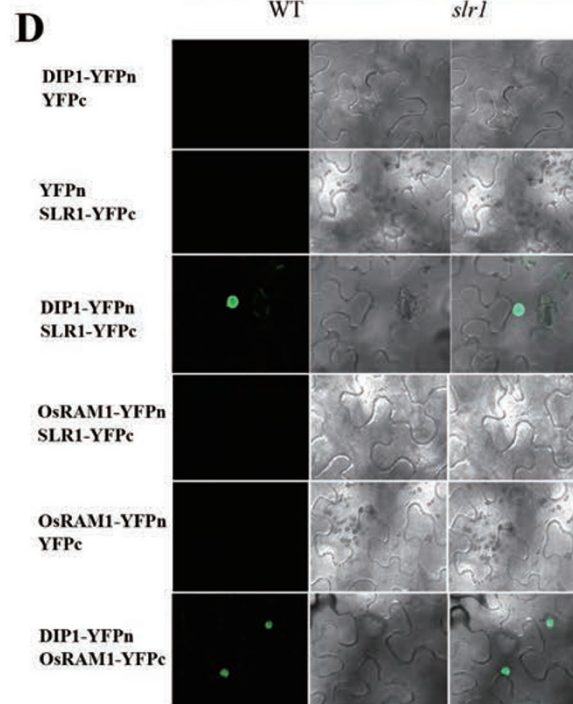 WT slr1
D
DIP1-YFPn
YFPc
YFPn
SLR1-YFPc
DIP1-YFPn
SLR1-YFPc
OsRAM1-YFPn
SLR1-YFPc
OsRAM1-YFPn
YFPc
DIP1-YFPn
OsRAM1-YFPc